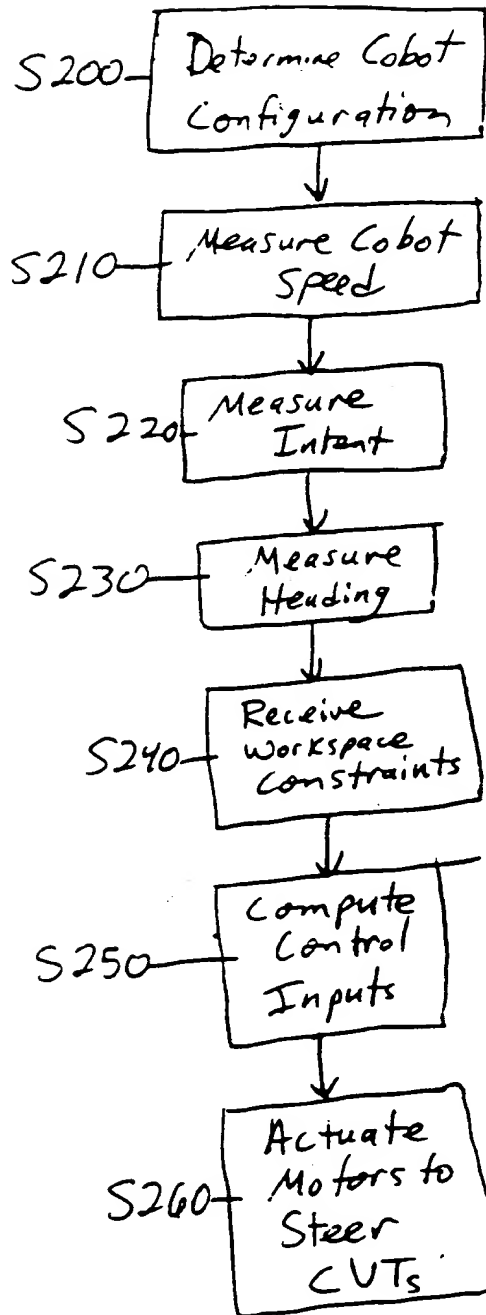 S200
Determine Cobot
Configuration
S210
Measure Cobot
Speed
S220
Measure
Intent
S230
Measure
Heading
S240
Receive
Workspace
Constraints
S250
Compute
Control
Inputs
S260
Actuate
Motors to
Steer
CVTs